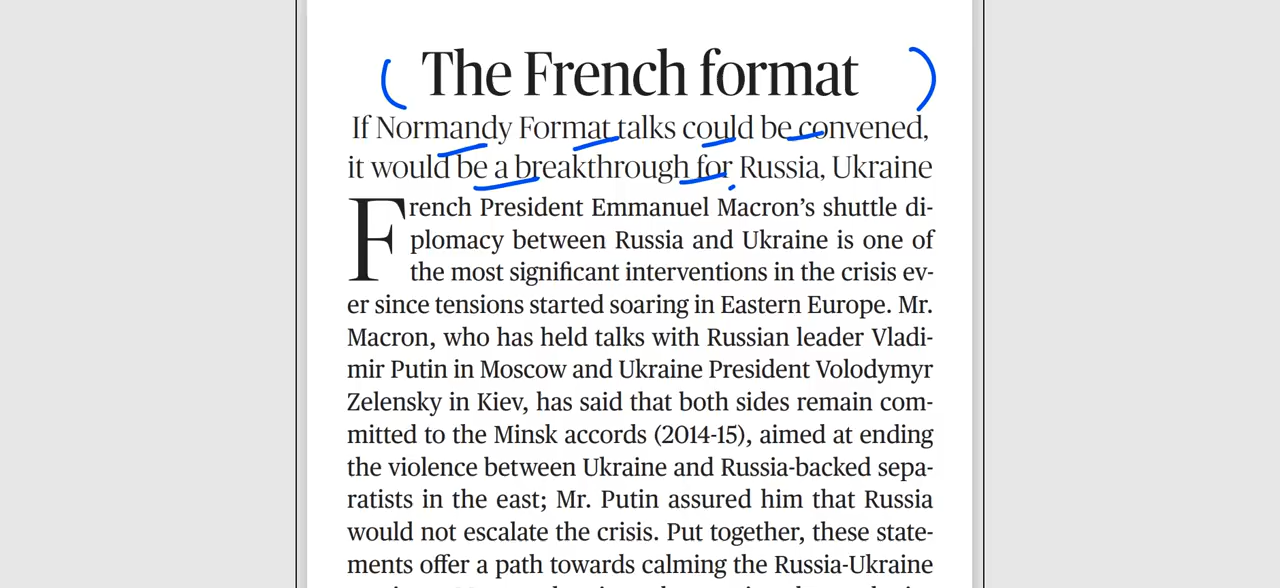 The French format
If Normandy Format talks could be convened,
it would be a breakthrough for Russia, Ukraine
French President Emmanuel Macron's shuttle di-
plomacy between Russia and Ukraine is one of
the most significant interventions in the crisis ev-
er since tensions started soaring in Eastern Europe. Mr.
Macron, who has held talks with Russian leader Vladi-
mir Putin in Moscow and Ukraine President Volodymyr
Zelensky in Kiev, has said that both sides remain com-
mitted to the Minsk accords (2014-15), aimed at ending
the violence between Ukraine and Russia-backed sepa-
ratists in the east; Mr. Putin assured him that Russia
would not escalate the crisis. Put together, these state-
ments offer a path towards calming the Russia-Ukraine